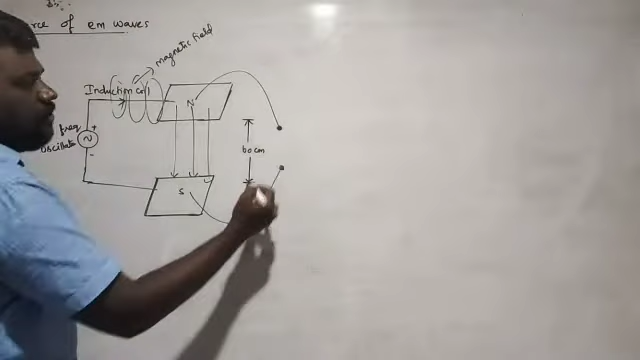 rce of em waves
magnetic field
Induction coil
N
freq
oscillator
+
~
-
60 cm
S